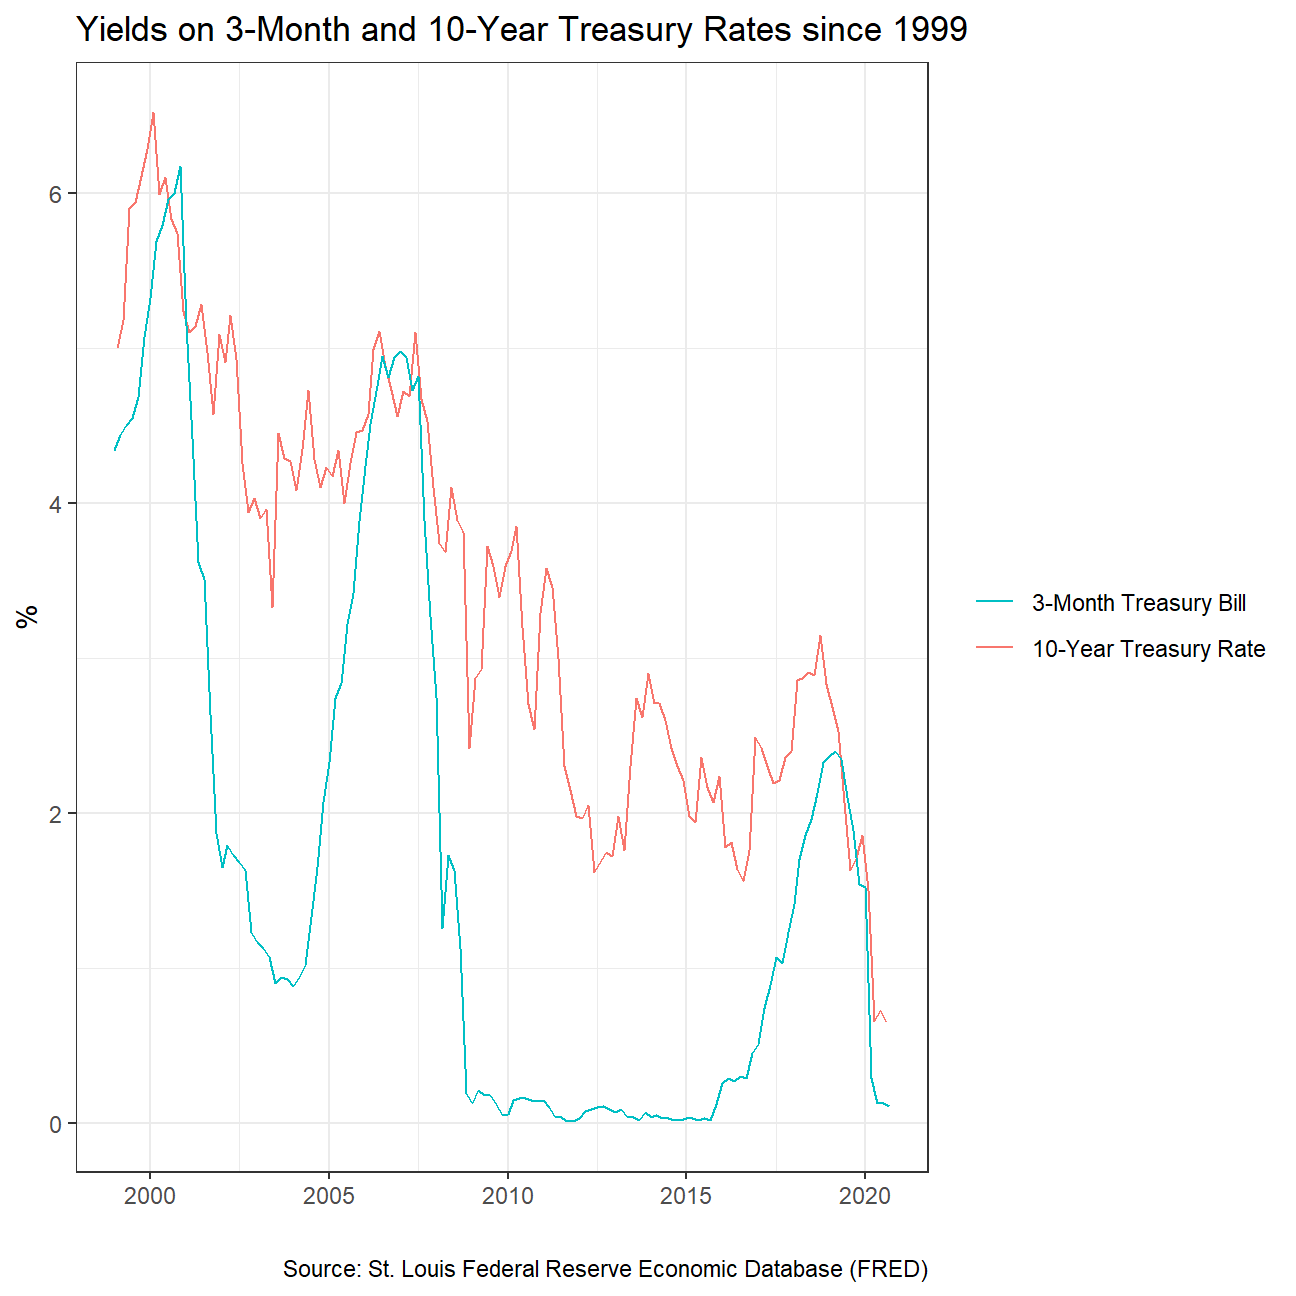 Yields on 3-Month and 10-Year Treasury Rates since 1999
6
4
2
0
%
2000
2005
2010
2015
2020
3-Month Treasury Bill
10-Year Treasury Rate
Source: St. Louis Federal Reserve Economic Database (FRED)